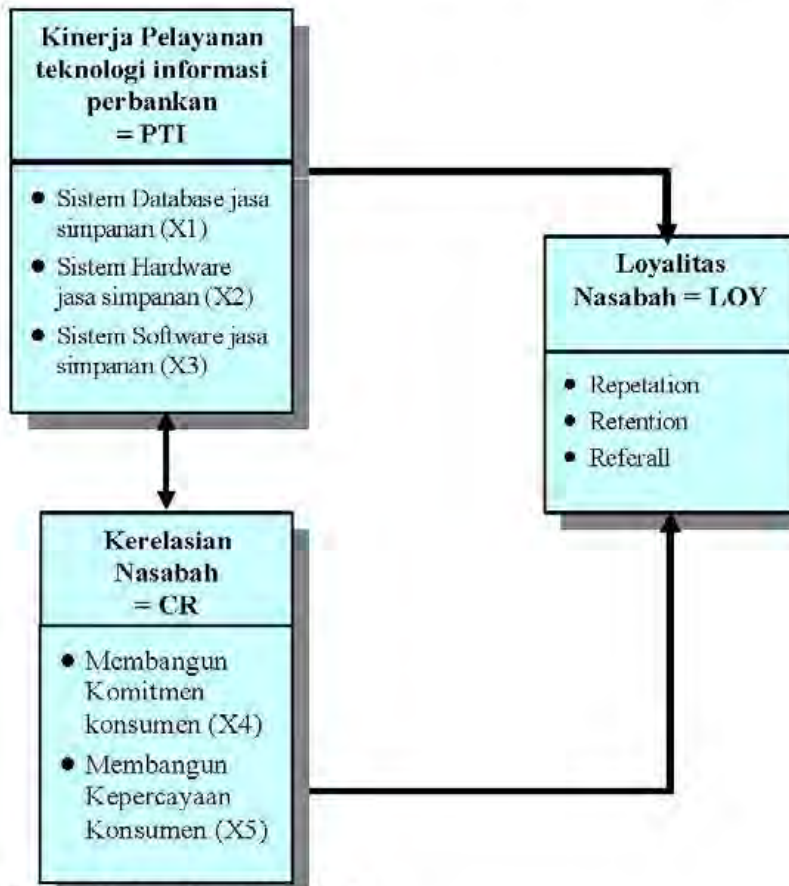 Kinerja Pelayanan
teknologi informasi
perbankan
= PTI
• Sistem Database jasa
simpanan (X1)
• Sistem Hardware
jasa simpanan (X2)
• Sistem Software jasa
simpanan (X3)
Loyalitas
Nasabah = LOY
• Repetation
• Retention
• Referall
Kerelasian
Nasabah
= CR
• Membangun
Komitmen
konsumen (X4)
• Membangun
Kepercayaan
Konsumen (X5)